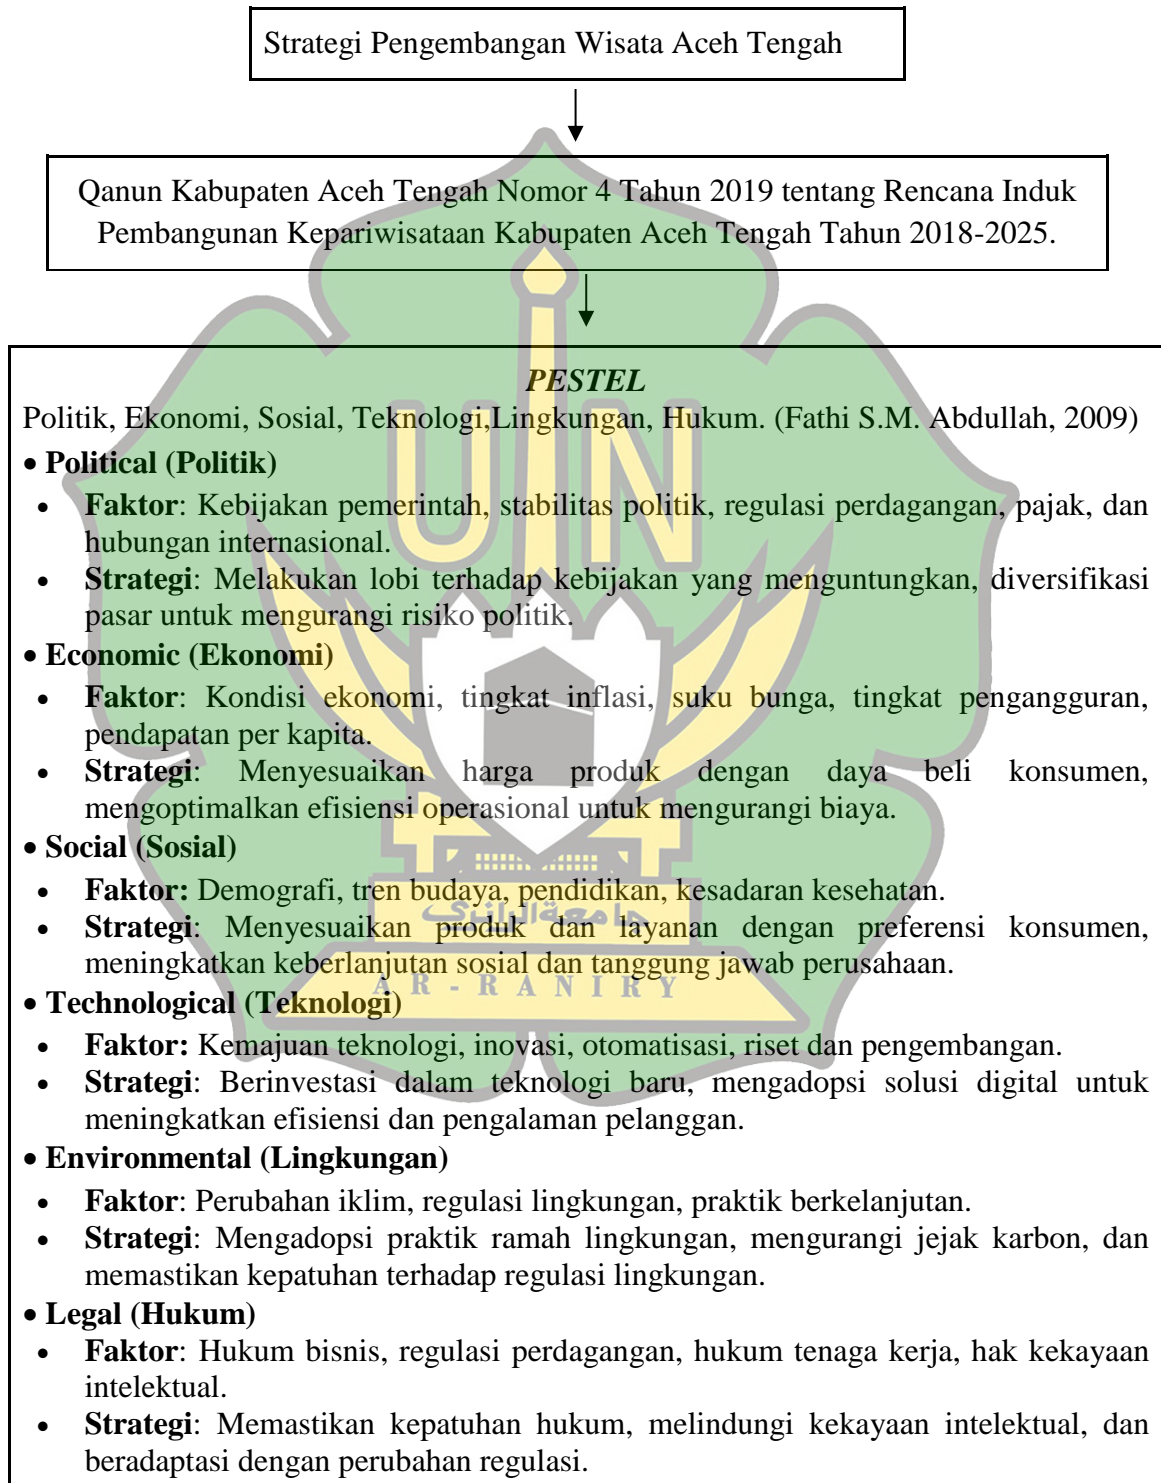 Strategi Pengembangan Wisata Aceh Tengah
Qanun Kabupaten Aceh Tengah Nomor 4 Tahun 2019 tentang Rencana Induk
Pembangunan Kepariwisataan Kabupaten Aceh Tengah Tahun 2018-2025.
PESTEL
Politik, Ekonomi, Sosial, Teknologi,Lingkungan, Hukum. (Fathi S.M. Abdullah, 2009)
• Political (Politik)
• Faktor: Kebijakan pemerintah, stabilitas politik, regulasi perdagangan, pajak, dan
hubungan internasional.
• Strategi: Melakukan lobi terhadap kebijakan yang menguntungkan, diversifikasi
pasar untuk mengurangi risiko politik.
• Economic (Ekonomi)
• Faktor: Kondisi ekonomi, tingkat inflasi, suku bunga, tingkat pengangguran,
pendapatan per kapita.
• Strategi: Menyesuaikan harga produk dengan daya beli konsumen,
mengoptimalkan efisiensi operasional untuk mengurangi biaya.
• Social (Sosial)
• Faktor: Demografi, tren budaya, pendidikan, kesadaran kesehatan.
• Strategi: Menyesuaikan produk dan layanan dengan preferensi konsumen,
meningkatkan keberlanjutan sosial dan tanggung jawab perusahaan.
• Technological (Teknologi)
• Faktor: Kemajuan teknologi, inovasi, otomatisasi, riset dan pengembangan.
• Strategi: Berinvestasi dalam teknologi baru, mengadopsi solusi digital untuk
meningkatkan efisiensi dan pengalaman pelanggan.
• Environmental (Lingkungan)
• Faktor: Perubahan iklim, regulasi lingkungan, praktik berkelanjutan.
• Strategi: Mengadopsi praktik ramah lingkungan, mengurangi jejak karbon, dan
memastikan kepatuhan terhadap regulasi lingkungan.
• Legal (Hukum)
• Faktor: Hukum bisnis, regulasi perdagangan, hukum tenaga kerja, hak kekayaan
intelektual.
• Strategi: Memastikan kepatuhan hukum, melindungi kekayaan intelektual, dan
beradaptasi dengan perubahan regulasi.
UIN
جامعة الرانري
AR-RANIRY